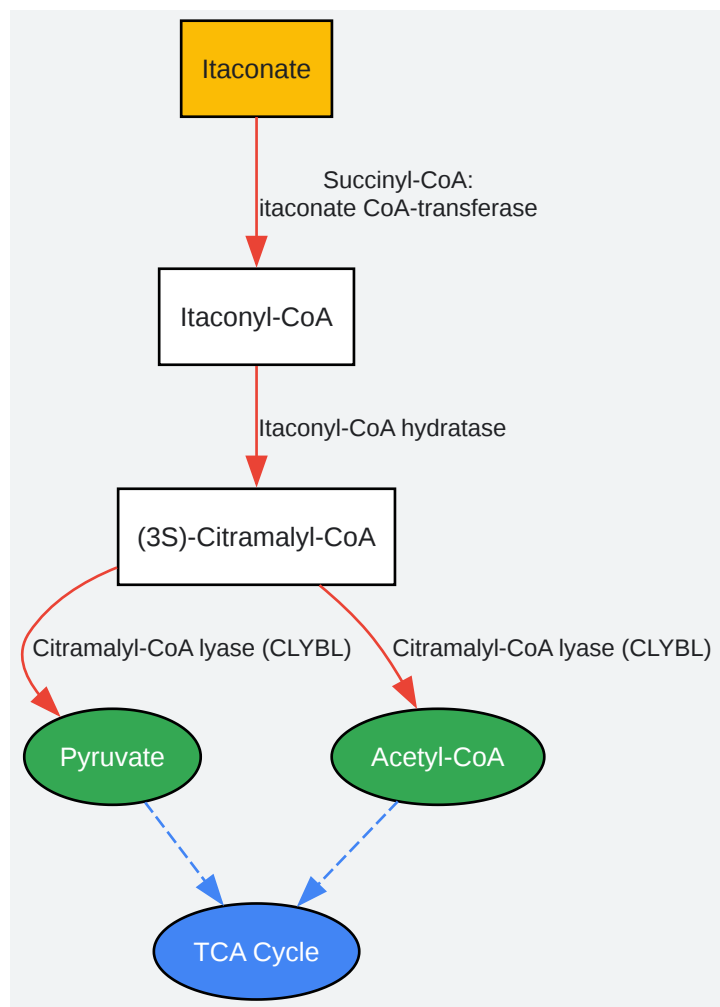 Itaconate
Succinyl-CoA:
itaconate CoA-transferase
Itaconyl-CoA
Itaconyl-CoA hydratase
(3S)-Citramalyl-CoA
Citramalyl-CoA lyase (CLYBL)
Citramalyl-CoA lyase (CLYBL)
Pyruvate
Acetyl-CoA
TCA Cycle